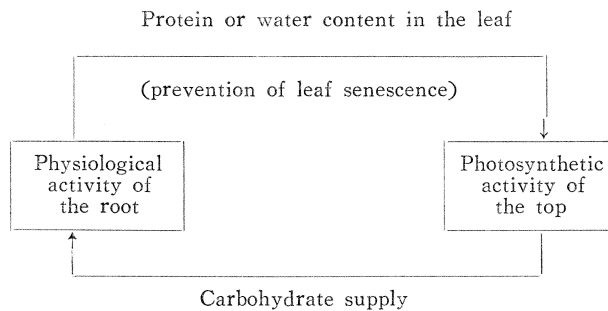 Protein or water content in the leaf
(prevention of leaf senescence)
Physiological
activity of
the root
Photosynthetic
activity of
the top
Carbohydrate supply